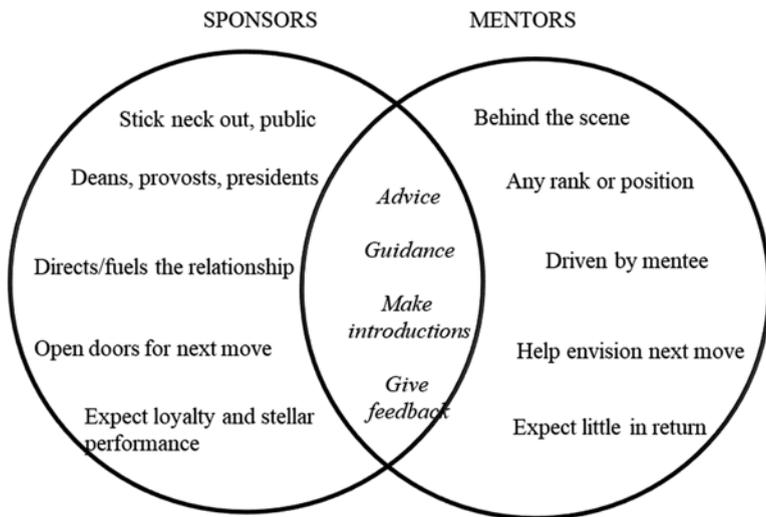 SPONSORS
MENTORS
Stick neck out, public
Deans, provosts, presidents
Directs/fuels the relationship
Open doors for next move
Expect loyalty and stellar
performance
Advice
Guidance
Make
introductions
Give
feedback
Behind the scene
Any rank or position
Driven by mentee
Help envision next move
Expect little in return